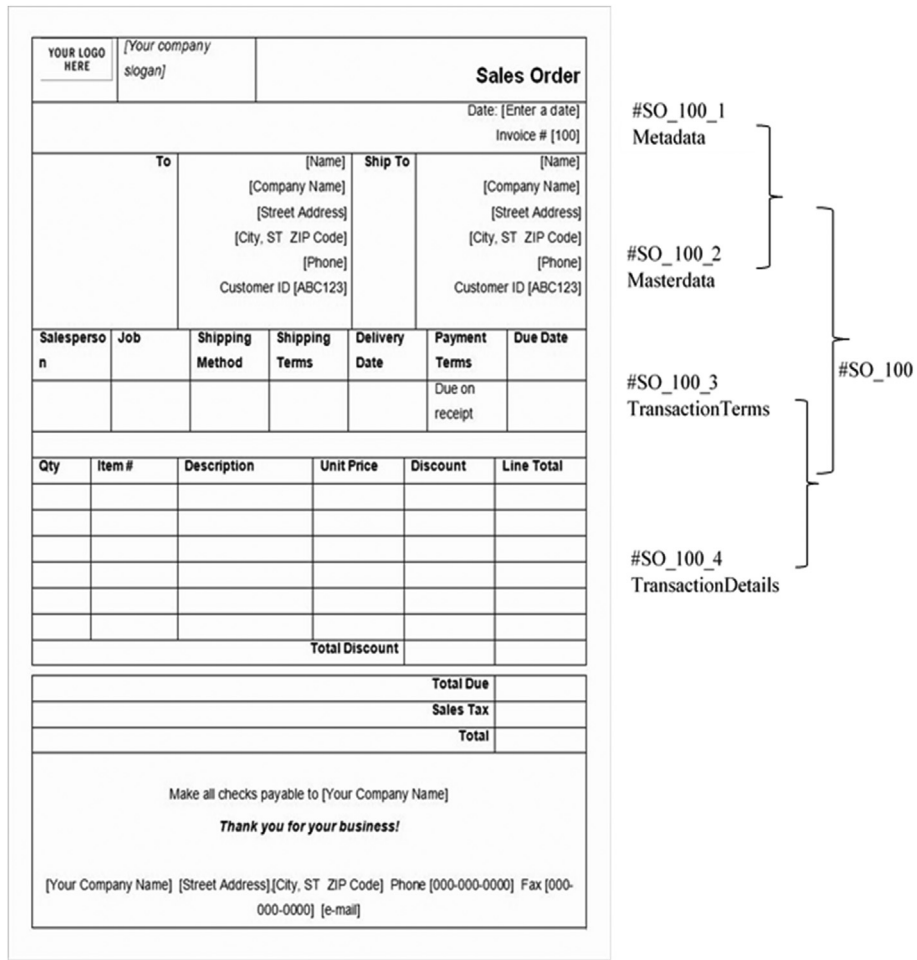 YOUR LOGO
HERE
[Your company
slogan]
Sales Order
Date: [Enter a date]
Invoice # [100]
To
[Name]
[Company Name]
[Street Address]
[City, ST  ZIP Code]
[Phone]
Customer ID [ABC123]
Ship To
[Name]
[Company Name]
[Street Address]
[City, ST  ZIP Code]
[Phone]
Customer ID [ABC123]
Salesperso
n
Job
Shipping
Method
Shipping
Terms
Delivery
Date
Payment
Terms
Due Date
Due on
receipt
Qty Item # Description Unit Price Discount Line Total
Total Discount
Total Due
Sales Tax
Total
Make all checks payable to [Your Company Name]
Thank you for your business!
[Your Company Name]  [Street Address],[City, ST  ZIP Code]  Phone [000-000-0000]  Fax [000-
000-0000]  [e-mail]
#SO_100_1
Metadata
#SO_100_2
Masterdata
#SO_100_3
TransactionTerms
#SO_100_4
TransactionDetails
#SO_100